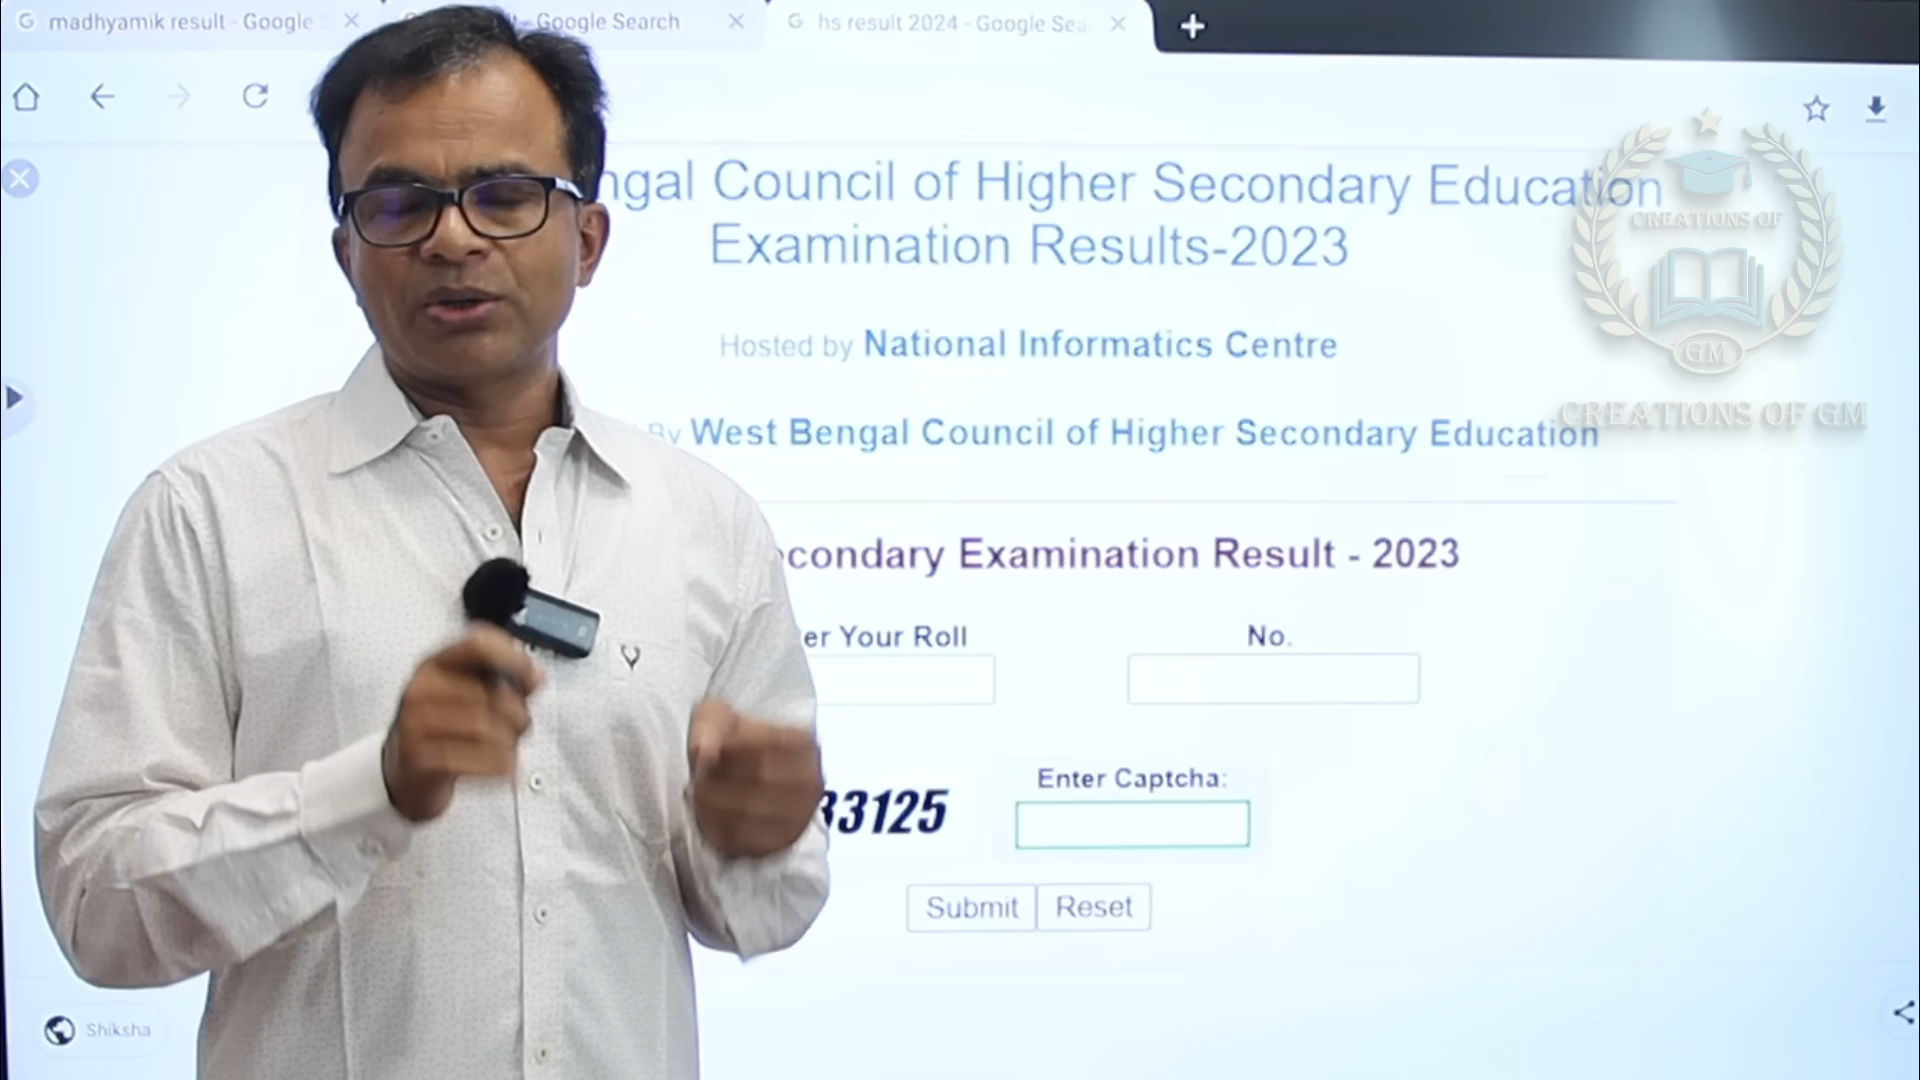 madhyamik result - Google
Google Search
hs result 2024 - Google Sea
ngal Council of Higher Secondary Education
Examination Results-2023
Hosted by National Informatics Centre
By West Bengal Council of Higher Secondary Education
condary Examination Result - 2023
er Your Roll
No.
33125
Enter Captcha:
Submit
Reset
Shiksha
CREATIONS OF
GM
CREATIONS OF GM